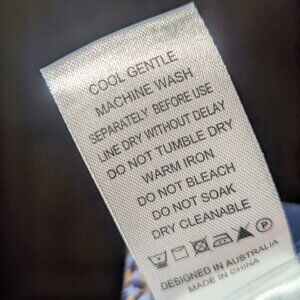 COOL GENTLE
MACHINE WASH
SEPARATELY BEFORE USE
LINE DRY WITHOUT DELAY
DO NOT TUMBLE DRY
WARM IRON
DO NOT BLEACH
DO NOT SOAK
DRY CLEANABLE
P
DESIGNED IN AUSTRALIA
MADE IN CHINA